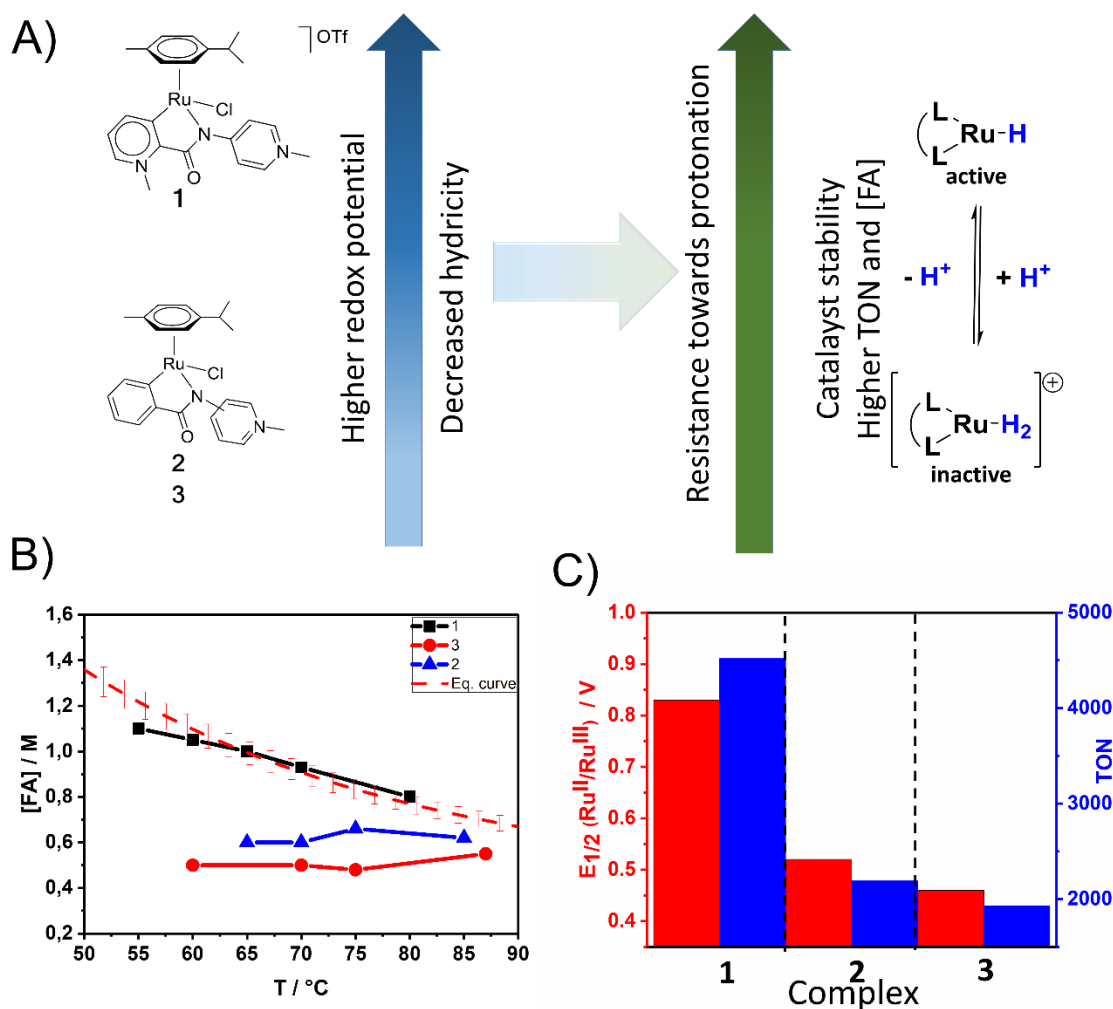 A)
]OTf
Ru
Cl
N
N
N
O
1
Ru
Cl
N
N
O
2
3
Higher redox potential
Decreased hydricity
Resistance towards protonation
Catalyst stability
Higher TON and [FA]
L
Ru-H
L
active
- H⁺
+ H⁺
L
Ru-H₂
L
⊕
inactive
B)
1,6
1,4
1,2
1,0
0,8
0,6
0,4
0,2
[FA] / M
1
3
2
Eq. curve
50 55 60 65 70 75 80 85 90
T / °C
C)
1.0
0.9
0.8
0.7
0.6
0.5
0.4
E1/2 (RuII/RuIII) / V
5000
4000
3000
2000
TON
1 2 3
Complex